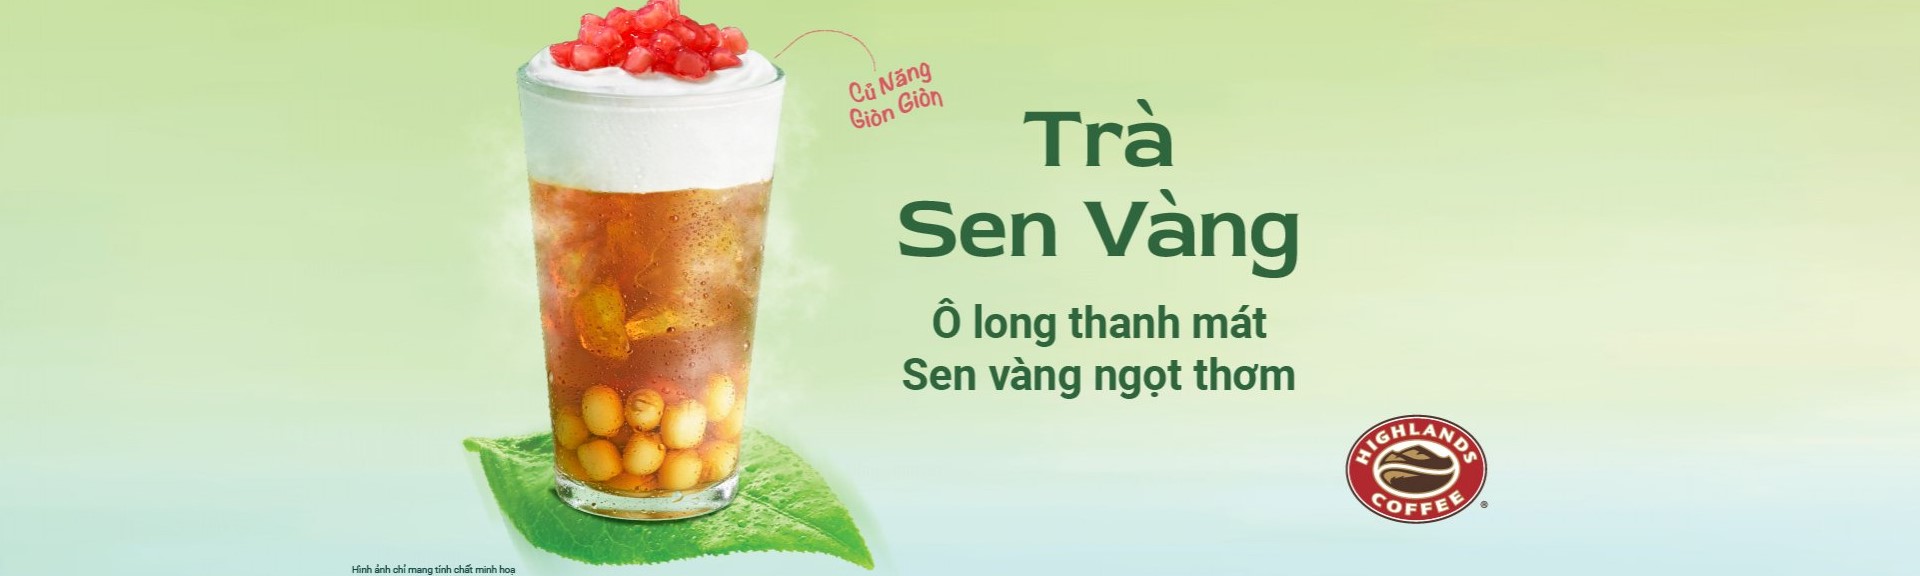 Củ Năng
Giòn Giòn
Trà
Sen Vàng
Ô long thanh mát
Sen vàng ngọt thơm
HIGHLANDS
COFFEE
®
Hình ảnh chỉ mang tính chất minh hoạ